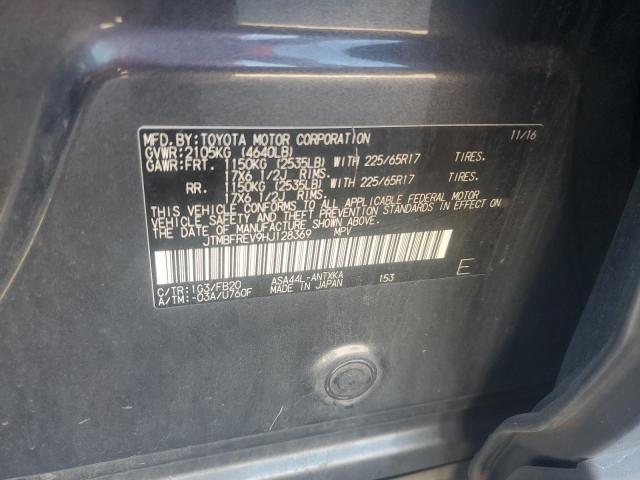 MFD. BY: TOYOTA MOTOR CORPORATION 11/16
GVWR: 2105KG (4640LB)
GAWR: FRT. 1150KG (2535LB) WITH 225/65R17 TIRES.
17X6 1/2J RIMS.
RR. 1150KG (2535LB) WITH 225/65R17 TIRES.
17X6 1/2J RIMS.
THIS VEHICLE CONFORMS TO ALL APPLICABLE FEDERAL MOTOR
VEHICLE SAFETY AND THEFT PREVENTION STANDARDS IN EFFECT
ON THE DATE OF MANUFACTURE SHOWN ABOVE.
JTMBFREV9HJ128369 MPV
C/TR: 1G3/FB20 ASA44L-ANTXKA 153 E
A/TM: -03A/U760F MADE IN JAPAN